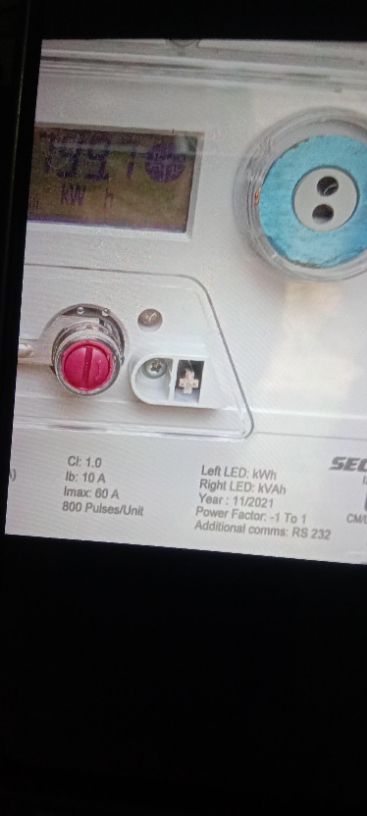 kW h
Cl: 1.0
Ib: 10 A
Imax: 60 A
800 Pulses/Unit
Left LED: kWh
Right LED: kVAh
Year : 11/2021
Power Factor: -1 To 1
Additional comms: RS 232